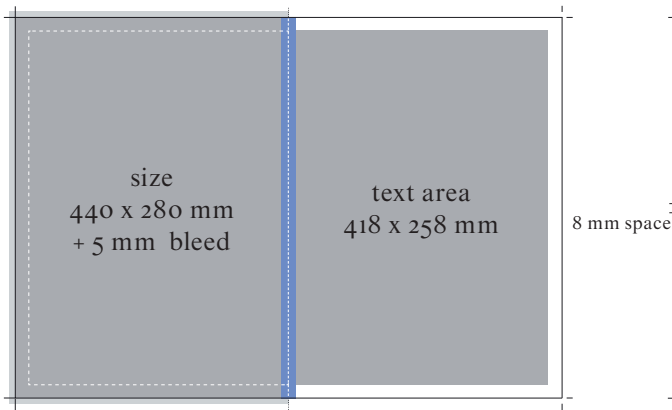 size
440 x 280 mm
+ 5 mm bleed
text area
418 x 258 mm
8 mm space